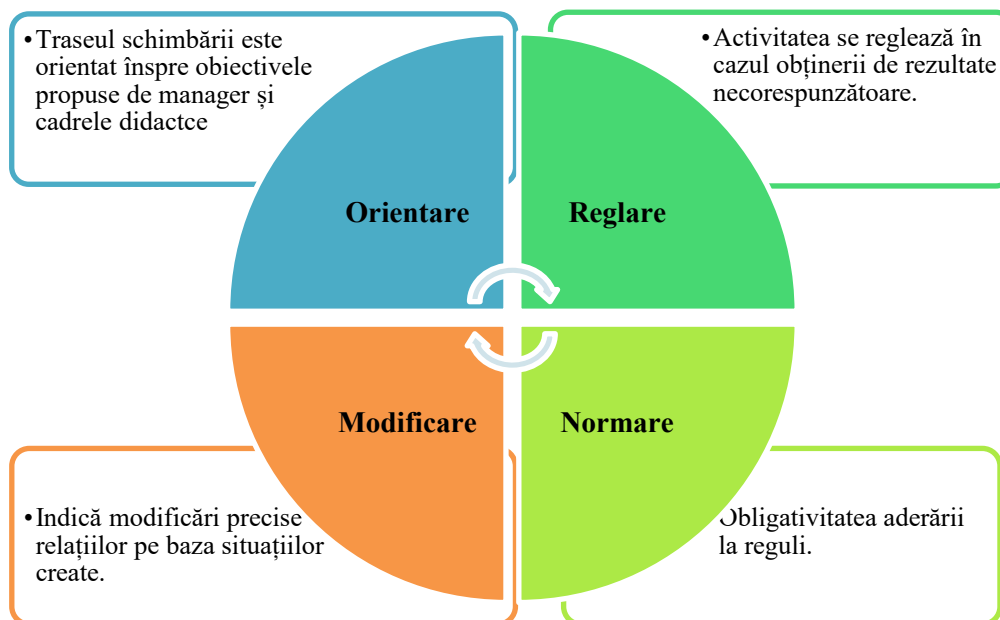 •Traseul schimbării este
orientat înspre obiectivele
propuse de manager și
cadrele didactce
•Activitatea se reglează în
cazul obținerii de rezultate
necorespunzătoare.
Orientare
Reglare
Modificare
Normare
•Indică modificări precise
relațiilor pe baza situațiilor
create.
Obligativitatea aderării
la reguli.